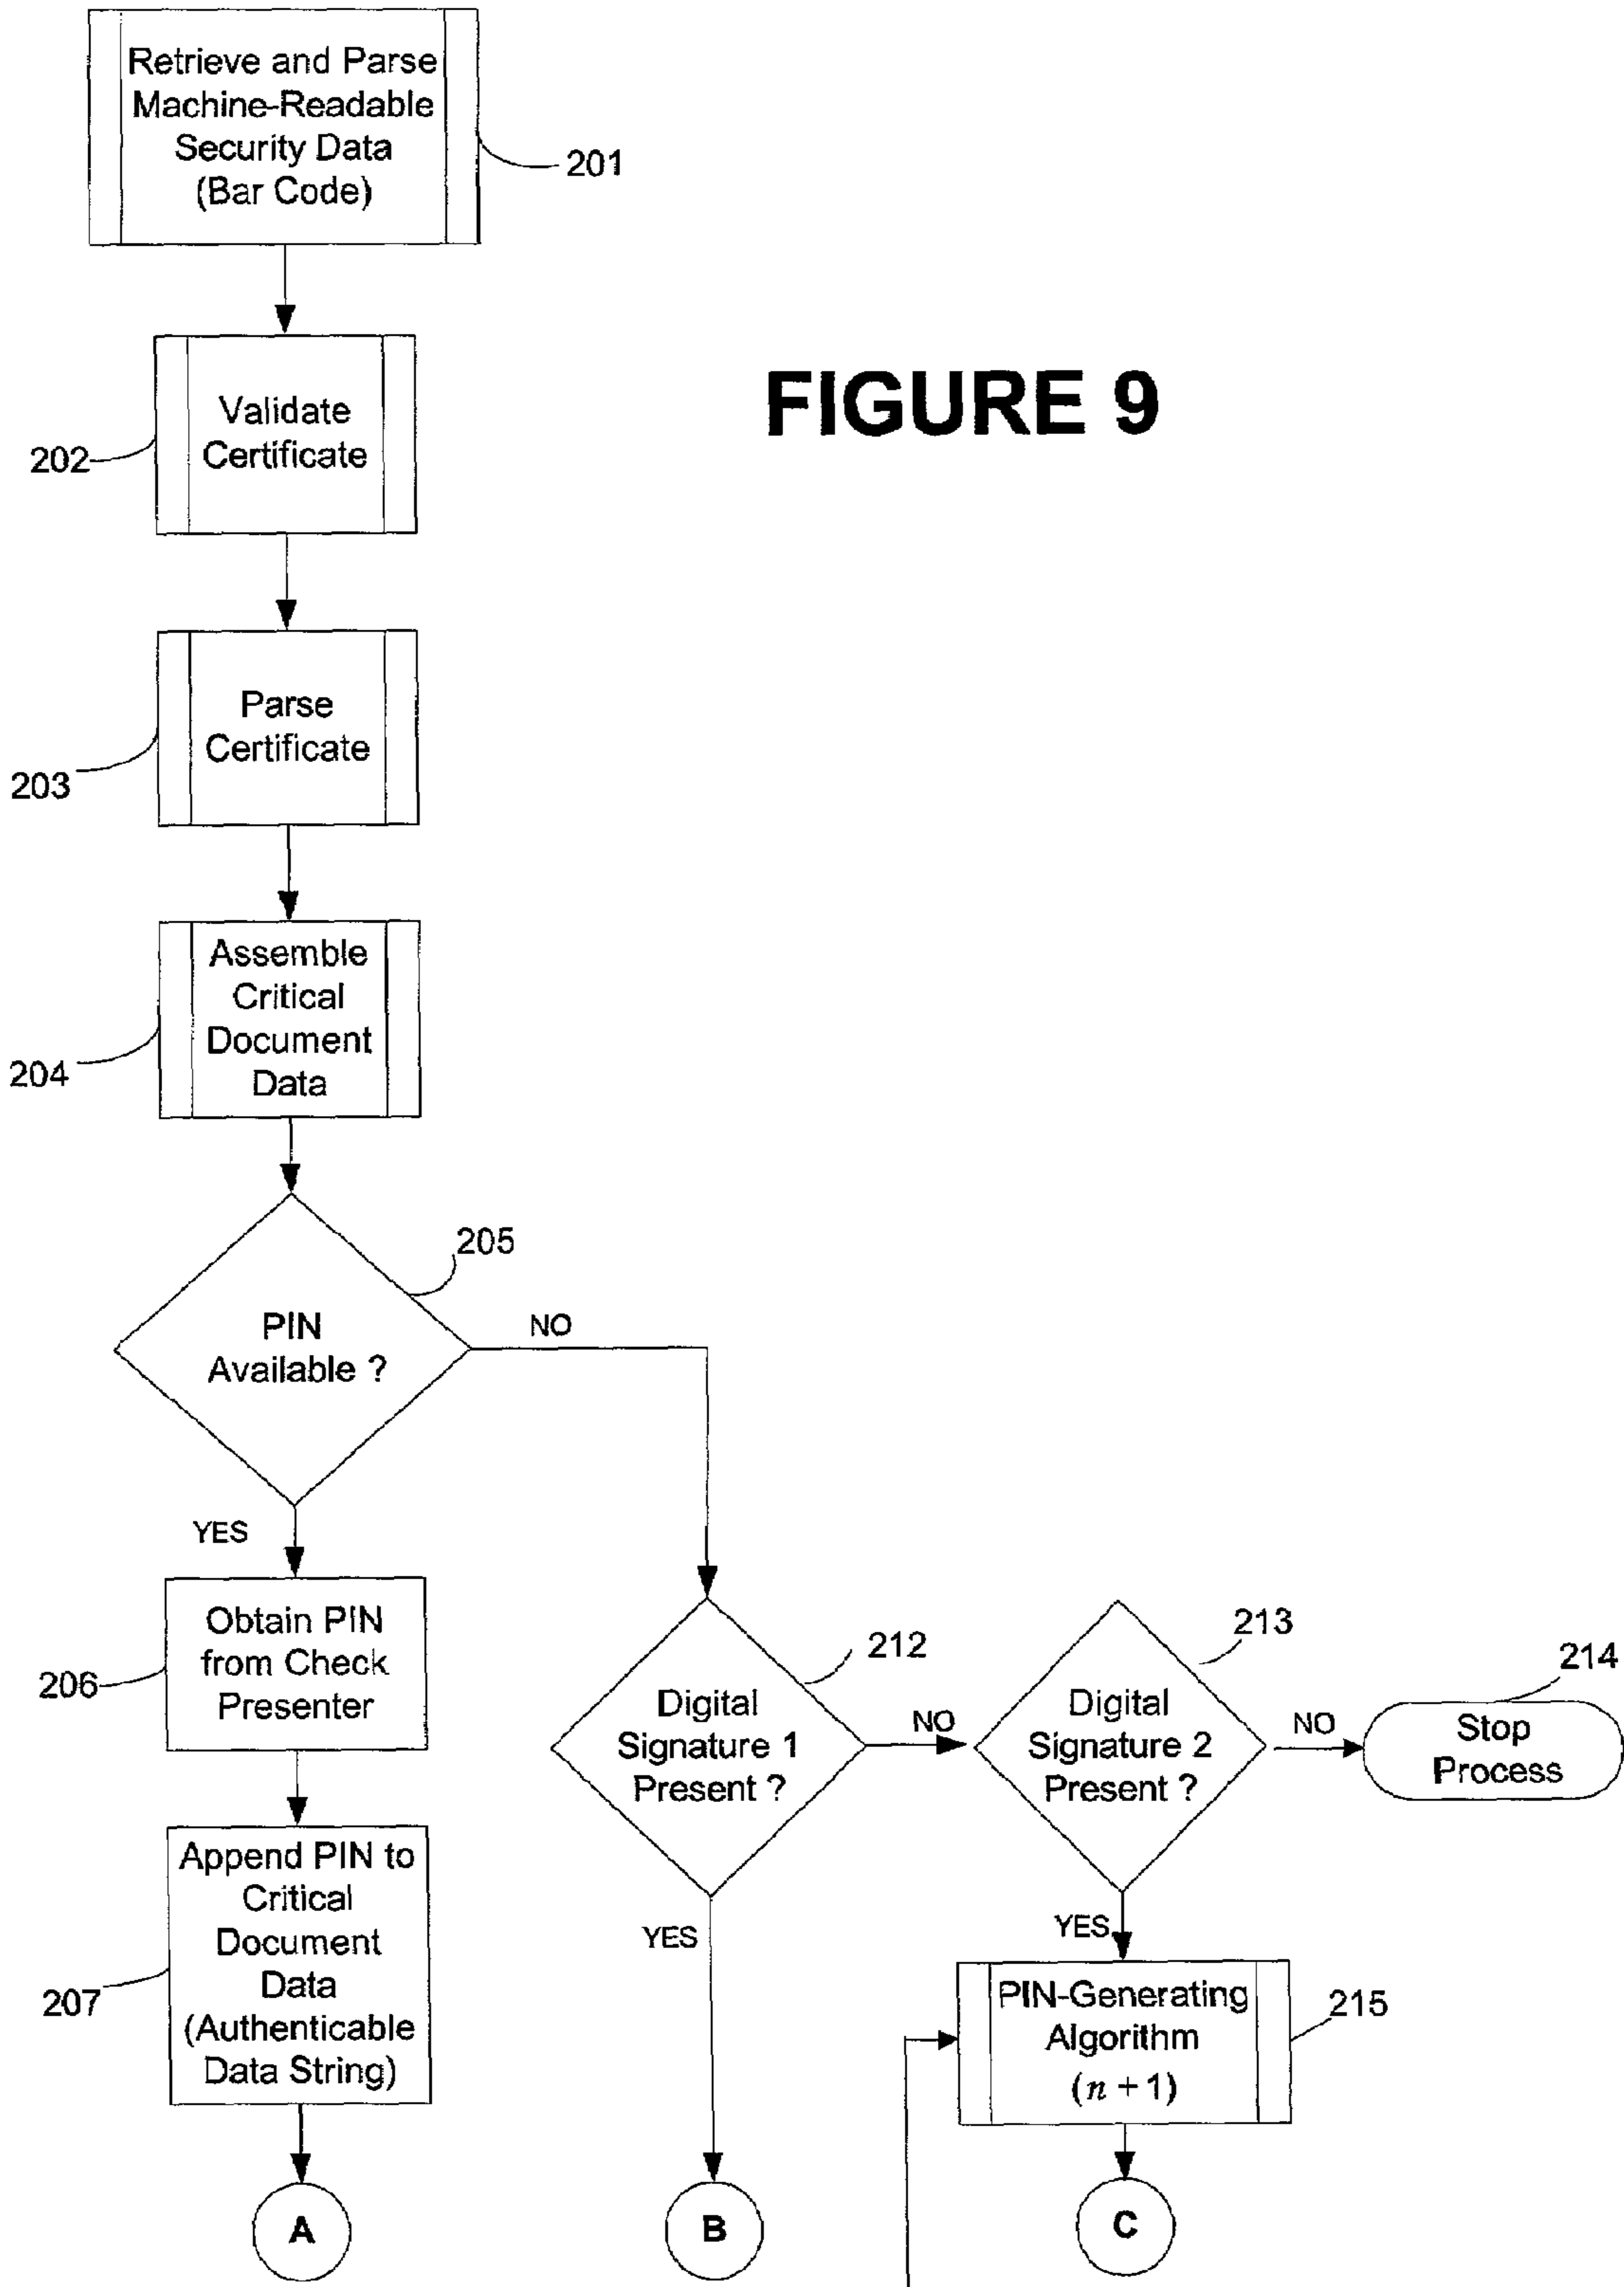 Retrieve and Parse
Machine-Readable
Security Data
(Bar Code)
201
FIGURE 9
Validate
Certificate
202
Parse
Certificate
203
Assemble
Critical
Document
Data
204
205
PIN
Available ?
NO
YES
Obtain PIN
from Check
Presenter
206
212
Digital
Signature 1
Present ?
NO
213
Digital
Signature 2
Present ?
NO
214
Stop
Process
Append PIN to
Critical
Document
Data
(Authenticable
Data String)
207
YES
YES
PIN-Generating
Algorithm
(n + 1)
215
A
B
C